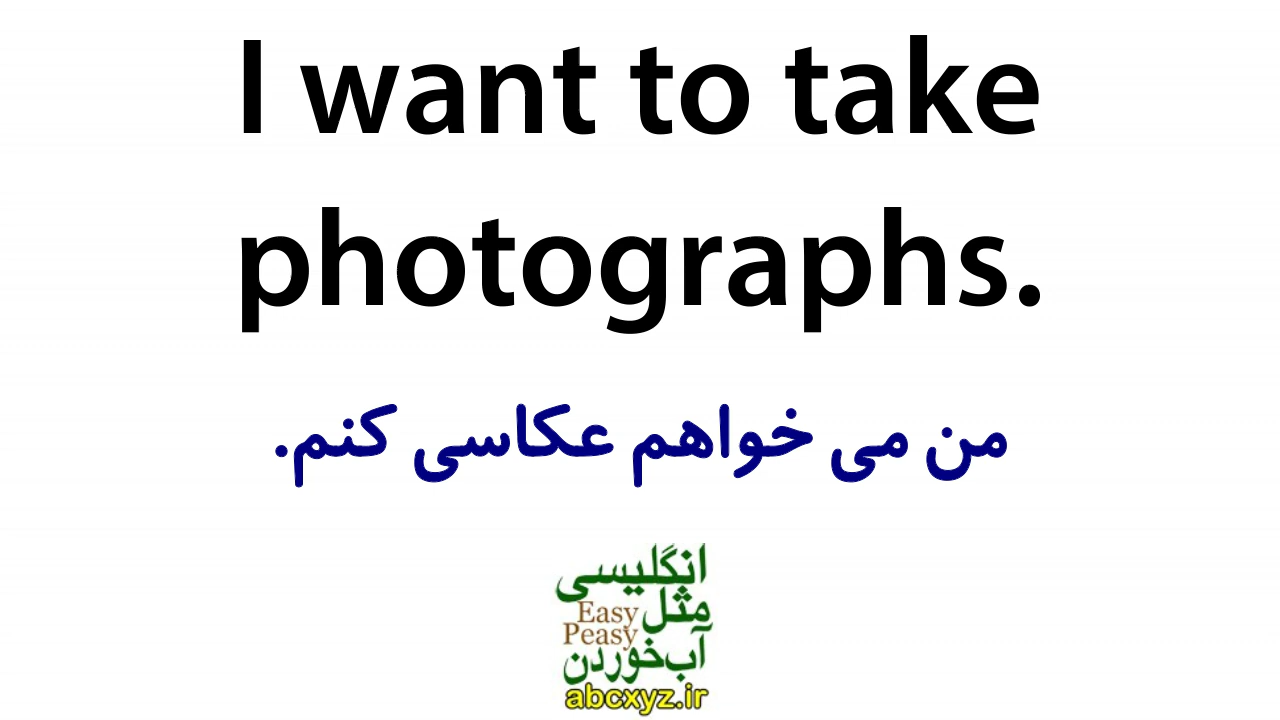 I want to take
photographs.
من می خواهم عکاسی کنم.
انگلیسی
مثل
Easy
Peasy
آب خوردن
abcxyz.ir